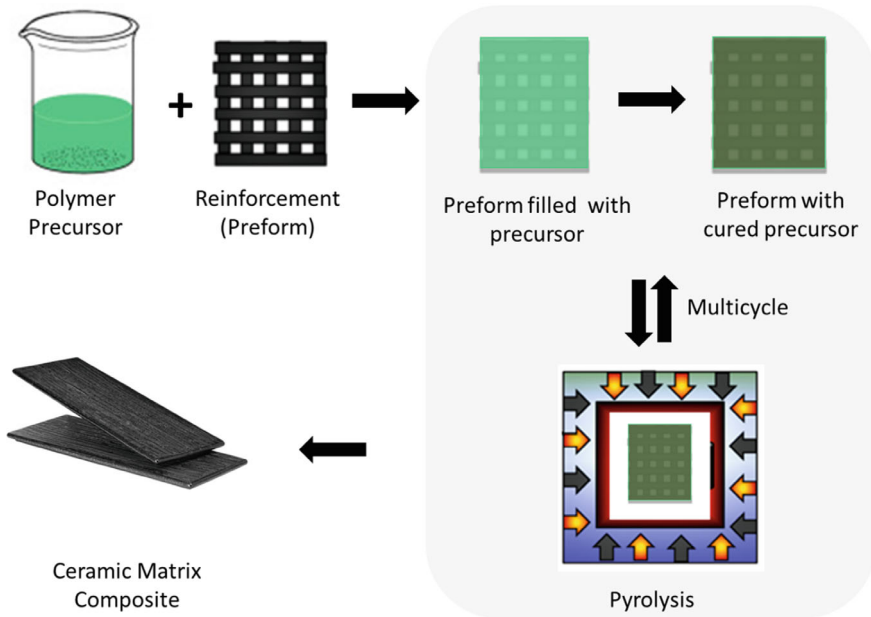 +
Polymer
Precursor
Reinforcement
(Preform)
Preform filled with
precursor
Preform with
cured precursor
Multicycle
Pyrolysis
Ceramic Matrix
Composite